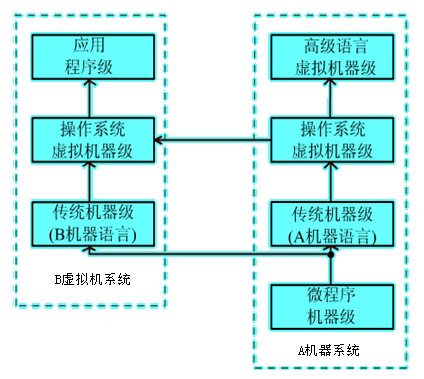 应用
程序级
操作系统
虚拟机器级
传统机器级
(B机器语言)
B虚拟机系统
高级语言
虚拟机器级
操作系统
虚拟机器级
传统机器级
(A机器语言)
微程序
机器级
A机器系统